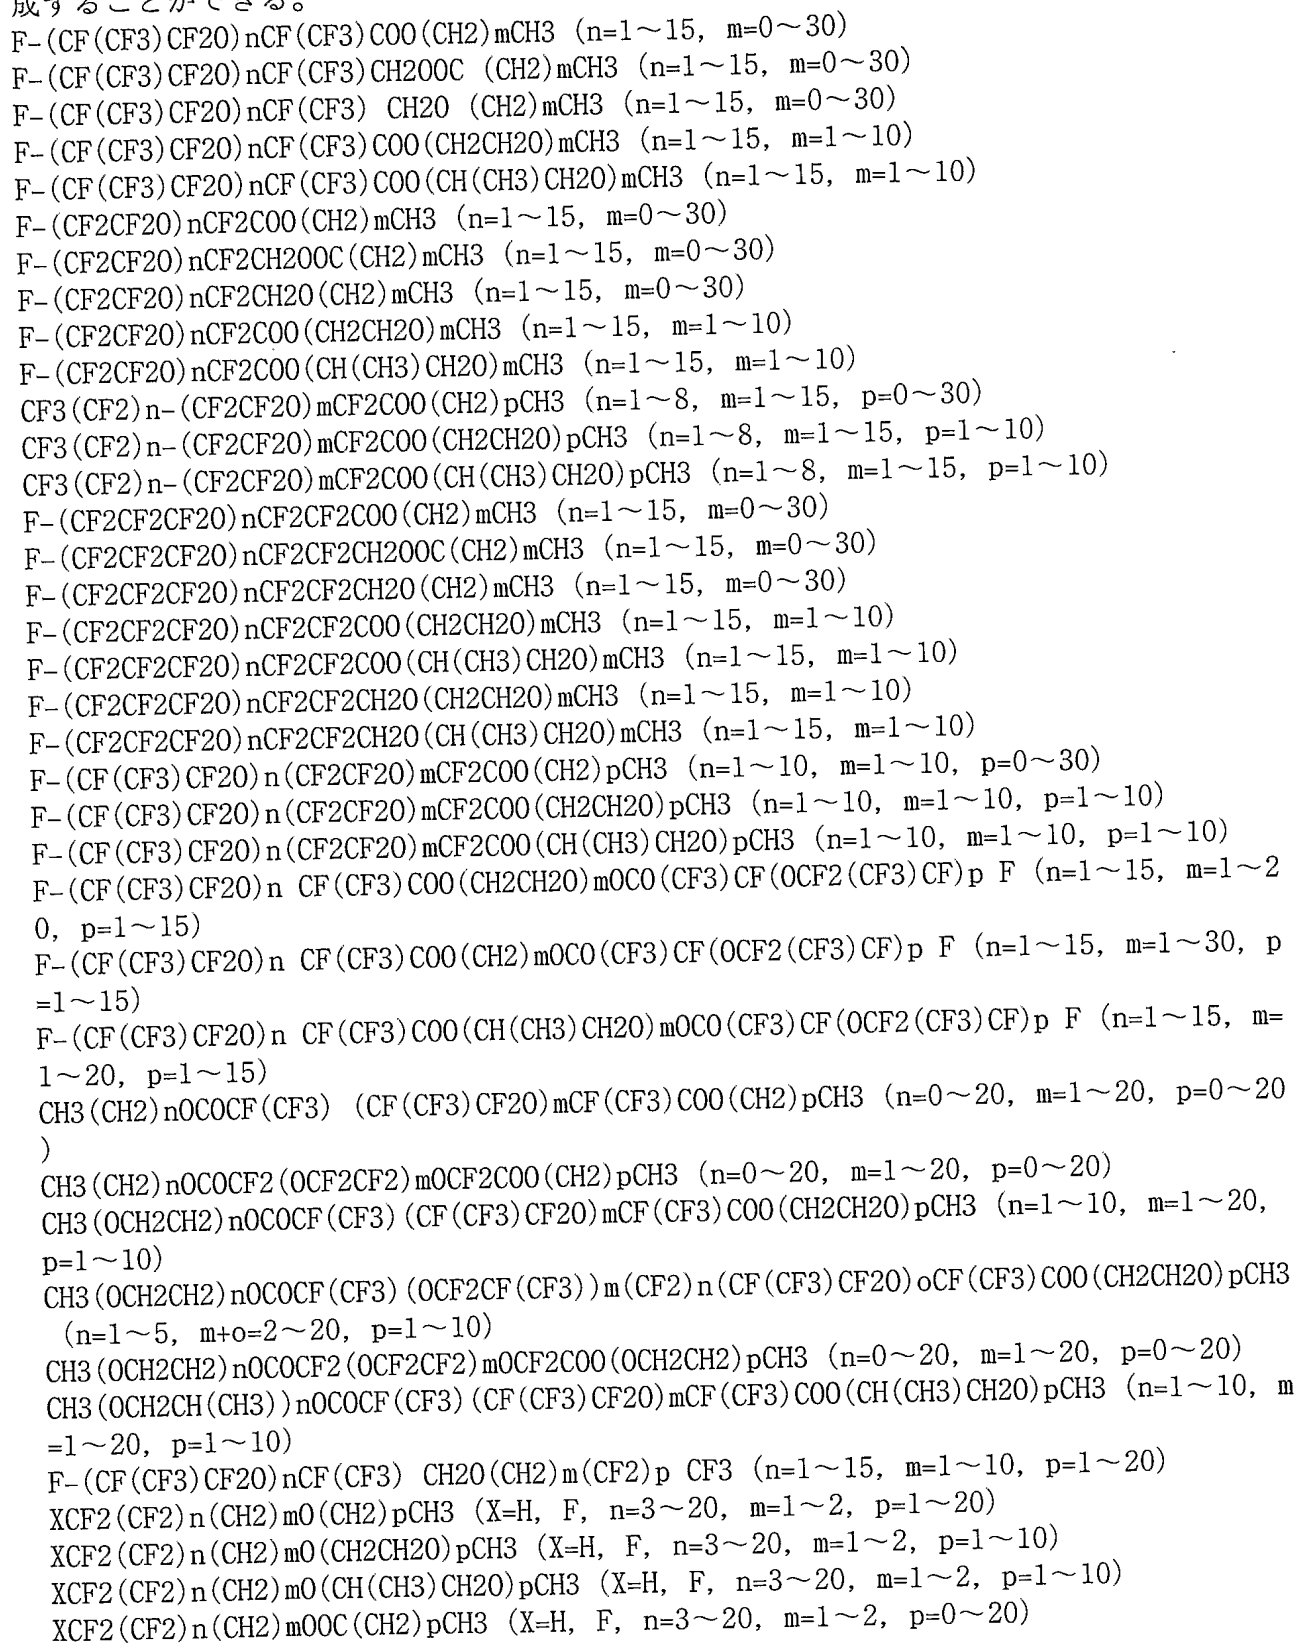 成することができる。
F-(CF(CF3)CF2O)nCF(CF3)COO(CH2)mCH3 (n=1～15, m=0～30)
F-(CF(CF3)CF2O)nCF(CF3)CH2OOC (CH2)mCH3 (n=1～15, m=0～30)
F-(CF(CF3)CF2O)nCF(CF3) CH2O (CH2)mCH3 (n=1～15, m=0～30)
F-(CF(CF3)CF2O)nCF(CF3)COO(CH2CH2O)mCH3 (n=1～15, m=1～10)
F-(CF(CF3)CF2O)nCF(CF3)COO(CH(CH3)CH2O)mCH3 (n=1～15, m=1～10)
F-(CF2CF2O)nCF2COO(CH2)mCH3 (n=1～15, m=0～30)
F-(CF2CF2O)nCF2CH2OOC(CH2)mCH3 (n=1～15, m=0～30)
F-(CF2CF2O)nCF2CH2O(CH2)mCH3 (n=1～15, m=0～30)
F-(CF2CF2O)nCF2COO(CH2CH2O)mCH3 (n=1～15, m=1～10)
F-(CF2CF2O)nCF2COO(CH(CH3)CH2O)mCH3 (n=1～15, m=1～10)
CF3(CF2)n-(CF2CF2O)mCF2COO(CH2)pCH3 (n=1～8, m=1～15, p=0～30)
CF3(CF2)n-(CF2CF2O)mCF2COO(CH2CH2O)pCH3 (n=1～8, m=1～15, p=1～10)
CF3(CF2)n-(CF2CF2O)mCF2COO(CH(CH3)CH2O)pCH3 (n=1～8, m=1～15, p=1～10)
F-(CF2CF2CF2O)nCF2CF2COO(CH2)mCH3 (n=1～15, m=0～30)
F-(CF2CF2CF2O)nCF2CF2CH2OOC(CH2)mCH3 (n=1～15, m=0～30)
F-(CF2CF2CF2O)nCF2CF2CH2O(CH2)mCH3 (n=1～15, m=0～30)
F-(CF2CF2CF2O)nCF2CF2COO(CH2CH2O)mCH3 (n=1～15, m=1～10)
F-(CF2CF2CF2O)nCF2CF2COO(CH(CH3)CH2O)mCH3 (n=1～15, m=1～10)
F-(CF2CF2CF2O)nCF2CF2CH2O(CH2CH2O)mCH3 (n=1～15, m=1～10)
F-(CF2CF2CF2O)nCF2CF2CH2O(CH(CH3)CH2O)mCH3 (n=1～15, m=1～10)
F-(CF(CF3)CF2O)n(CF2CF2O)mCF2COO(CH2)pCH3 (n=1～10, m=1～10, p=0～30)
F-(CF(CF3)CF2O)n(CF2CF2O)mCF2COO(CH2CH2O)pCH3 (n=1～10, m=1～10, p=1～10)
F-(CF(CF3)CF2O)n(CF2CF2O)mCF2COO(CH(CH3)CH2O)pCH3 (n=1～10, m=1～10, p=1～10)
F-(CF(CF3)CF2O)n CF(CF3)COO(CH2CH2O)mOCO(CF3)CF(OCF2(CF3)CF)p F (n=1～15, m=1～2
0, p=1～15)
F-(CF(CF3)CF2O)n CF(CF3)COO(CH2)mOCO(CF3)CF(OCF2(CF3)CF)p F (n=1～15, m=1～30, p
=1～15)
F-(CF(CF3)CF2O)n CF(CF3)COO(CH(CH3)CH2O)mOCO(CF3)CF(OCF2(CF3)CF)p F (n=1～15, m=
1～20, p=1～15)
CH3(CH2)nOCOCF(CF3) (CF(CF3)CF2O)mCF(CF3)COO(CH2)pCH3 (n=0～20, m=1～20, p=0～20
)
CH3(CH2)nOCOCF2(OCF2CF2)mOCF2COO(CH2)pCH3 (n=0～20, m=1～20, p=0～20)
CH3(OCH2CH2)nOCOCF(CF3)(CF(CF3)CF2O)mCF(CF3)COO(CH2CH2O)pCH3 (n=1～10, m=1～20,
p=1～10)
CH3(OCH2CH2)nOCOCF(CF3)(OCF2CF(CF3))m(CF2)n(CF(CF3)CF2O)oCF(CF3)COO(CH2CH2O)pCH3
(n=1～5, m+o=2～20, p=1～10)
CH3(OCH2CH2)nOCOCF2(OCF2CF2)mOCF2COO(OCH2CH2)pCH3 (n=0～20, m=1～20, p=0～20)
CH3(OCH2CH(CH3))nOCOCF(CF3)(CF(CF3)CF2O)mCF(CF3)COO(CH(CH3)CH2O)pCH3 (n=1～10, m
=1～20, p=1～10)
F-(CF(CF3)CF2O)nCF(CF3) CH2O(CH2)m(CF2)p CF3 (n=1～15, m=1～10, p=1～20)
XCF2(CF2)n(CH2)mO(CH2)pCH3 (X=H, F, n=3～20, m=1～2, p=1～20)
XCF2(CF2)n(CH2)mO(CH2CH2O)pCH3 (X=H, F, n=3～20, m=1～2, p=1～10)
XCF2(CF2)n(CH2)mO(CH(CH3)CH2O)pCH3 (X=H, F, n=3～20, m=1～2, p=1～10)
XCF2(CF2)n(CH2)mOOC(CH2)pCH3 (X=H, F, n=3～20, m=1～2, p=0～20)